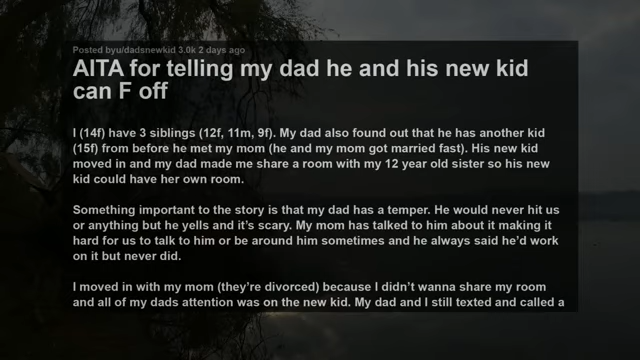 Posted byu/dadsnewkid 3.0k 2 days ago
AITA for telling my dad he and his new kid
can F off
I (14f) have 3 siblings (12f, 11m, 9f). My dad also found out that he has another kid
(15f) from before he met my mom (he and my mom got married fast). His new kid
moved in and my dad made me share a room with my 12 year old sister so his new
kid could have her own room.
Something important to the story is that my dad has a temper. He would never hit us
or anything but he yells and it's scary. My mom has talked to him about it making it
hard for us to talk to him or be around him sometimes and he always said he'd work
on it but never did.
I moved in with my mom (they're divorced) because I didn't wanna share my room
and all of my dads attention was on the new kid. My dad and I still texted and called a